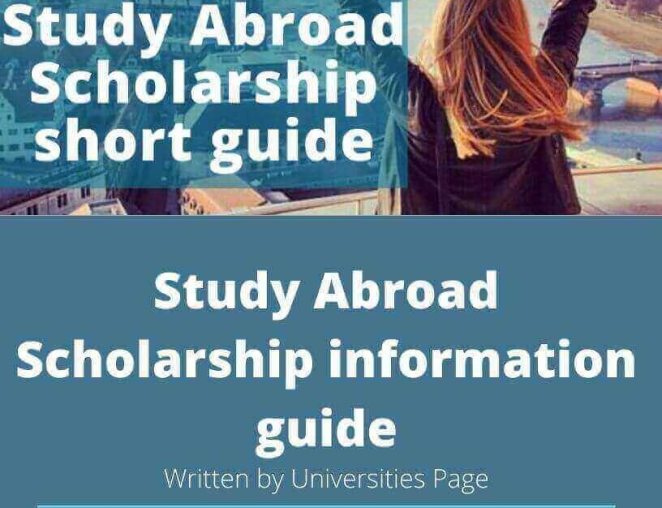 Study Abroad
Scholarship
short guide
Study Abroad
Scholarship information
guide
Written by Universities Page